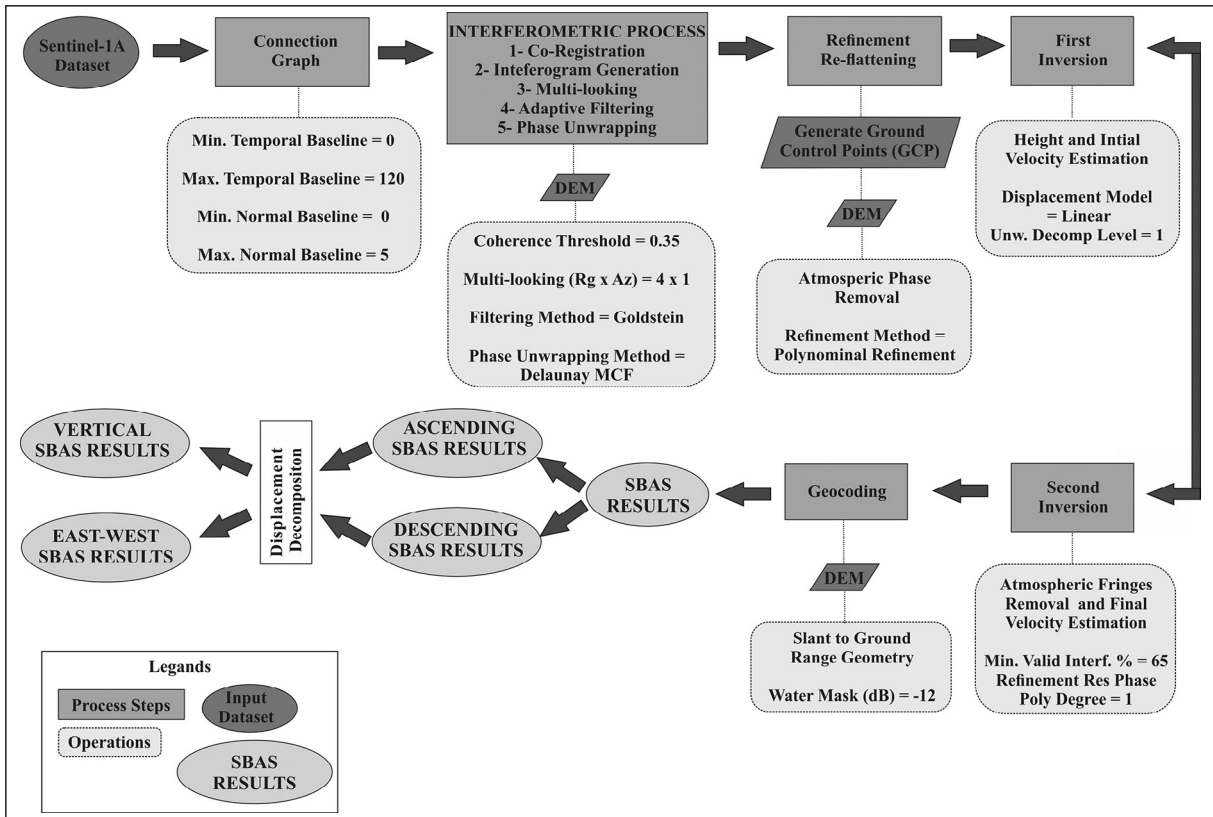 Sentinel-1A
Dataset
Connection
Graph
Min. Temporal Baseline = 0
Max. Temporal Baseline = 120
Min. Normal Baseline = 0
Max. Normal Baseline = 5
INTERFEROMETRIC PROCESS
1- Co-Registration
2- Inteferogram Generation
3- Multi-looking
4- Adaptive Filtering
5- Phase Unwrapping
DEM
Coherence Threshold = 0.35
Multi-looking (Rg x Az) = 4 x 1
Filtering Method = Goldstein
Phase Unwrapping Method =
Delaunay MCF
Refinement
Re-flattening
Generate Ground
Control Points (GCP)
DEM
Atmosperic Phase
Removal
Refinement Method =
Polynominal Refinement
First
Inversion
Height and Intial
Velocity Estimation
Displacement Model
= Linear
Unw. Decomp Level = 1
Second
Inversion
Atmospheric Fringes
Removal and Final
Velocity Estimation
Min. Valid Interf. % = 65
Refinement Res Phase
Poly Degree = 1
Geocoding
DEM
Slant to Ground
Range Geometry
Water Mask (dB) = -12
SBAS
RESULTS
ASCENDING
SBAS RESULTS
DESCENDING
SBAS RESULTS
Displacement
Decompositon
VERTICAL
SBAS RESULTS
EAST-WEST
SBAS RESULTS
Legands
Process Steps
Input
Dataset
Operations
SBAS
RESULTS